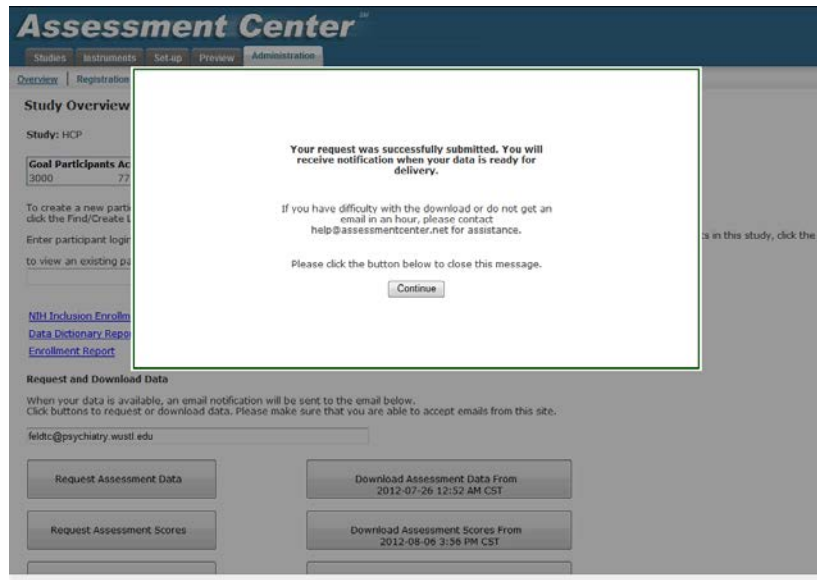 Assessment Center℠
Studies Instruments Set-up Preview Administration
Overview | Registration
Study Overview
Study: HCP
Goal Participants Ac
3000 77
To create a new parti
click the Find/Create L
Enter participant login
to view an existing pa
s in this study, click the
NIH Inclusion Enrollm
Data Dictionary Repo
Enrollment Report
Your request was successfully submitted. You will
receive notification when your data is ready for
delivery.
If you have difficulty with the download or do not get an
email in an hour, please contact
help@assessmentcenter.net for assistance.
Please click the button below to close this message.
Continue
Request and Download Data
When your data is available, an email notification will be sent to the email below.
Click buttons to request or download data. Please make sure that you are able to accept emails from this site.
feldtc@psychiatry.wustl.edu
Request Assessment Data
Download Assessment Data From
2012-07-26 12:52 AM CST
Request Assessment Scores
Download Assessment Scores From
2012-08-06 3:56 PM CST